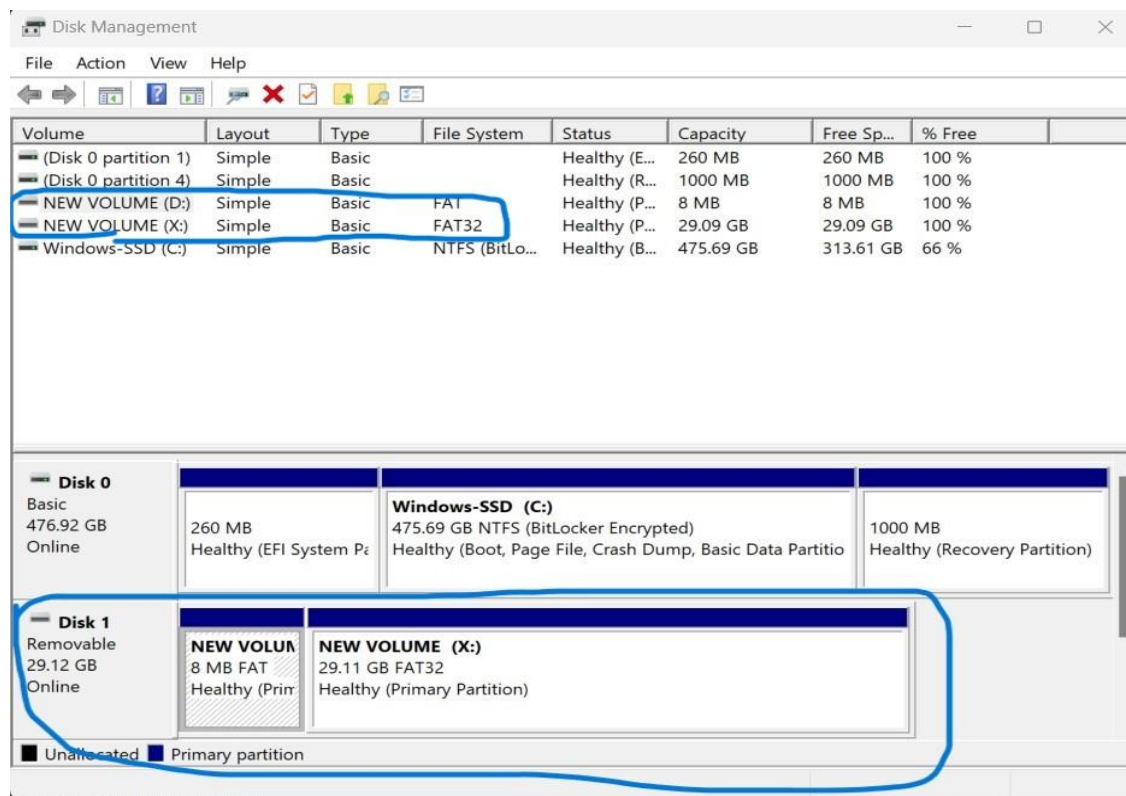 Disk Management
File Action View Help
Volume Layout Type File System Status Capacity Free Sp... % Free
(Disk 0 partition 1) Simple Basic Healthy (E... 260 MB 260 MB 100 %
(Disk 0 partition 4) Simple Basic Healthy (R... 1000 MB 1000 MB 100 %
NEW VOLUME (D:) Simple Basic FAT Healthy (P... 8 MB 8 MB 100 %
NEW VOLUME (X:) Simple Basic FAT32 Healthy (P... 29.09 GB 29.09 GB 100 %
Windows-SSD (C:) Simple Basic NTFS (BitLo... Healthy (B... 475.69 GB 313.61 GB 66 %
Disk 0
Basic
476.92 GB
Online
260 MB
Healthy (EFI System Pa
Windows-SSD (C:)
475.69 GB NTFS (BitLocker Encrypted)
Healthy (Boot, Page File, Crash Dump, Basic Data Partitio
1000 MB
Healthy (Recovery Partition)
Disk 1
Removable
29.12 GB
Online
NEW VOLUM
8 MB FAT
Healthy (Prim
NEW VOLUME (X:)
29.11 GB FAT32
Healthy (Primary Partition)
Unallocated Primary partition